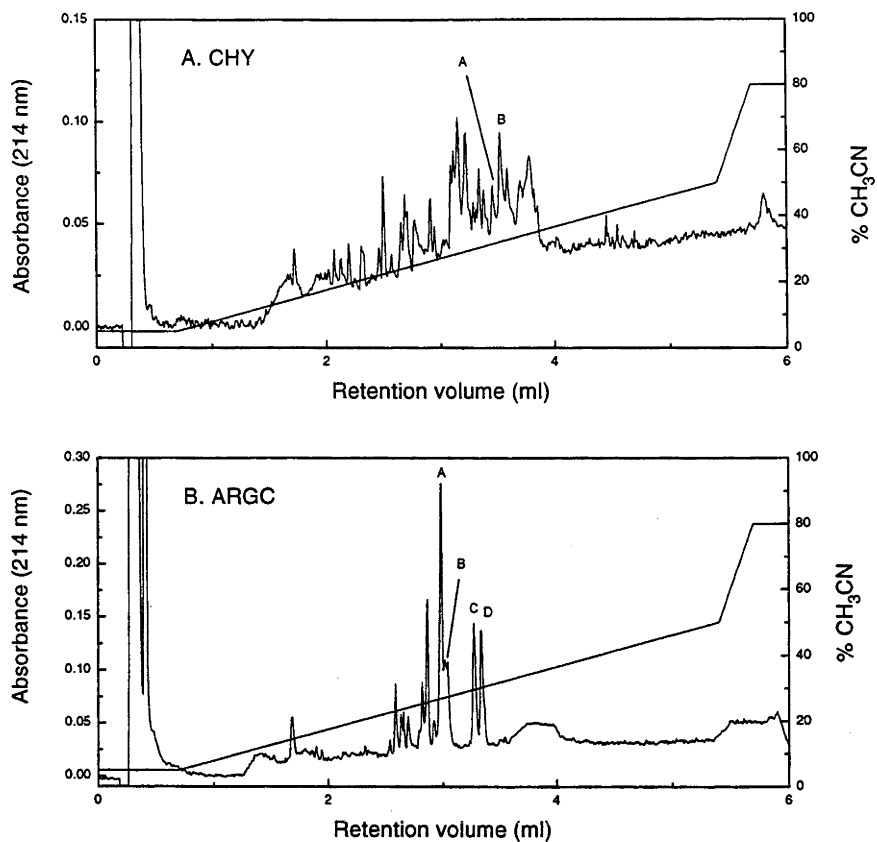 A. CHY
Absorbance (214 nm)
0.15
0.10
0.05
0.00
A
B
100
80
60
40
20
0
% CH₃CN
0
2
4
6
Retention volume (ml)
B. ARGC
Absorbance (214 nm)
0.30
0.25
0.20
0.15
0.10
0.05
0.00
A
B
C
D
100
80
60
40
20
0
% CH₃CN
0
2
4
6
Retention volume (ml)